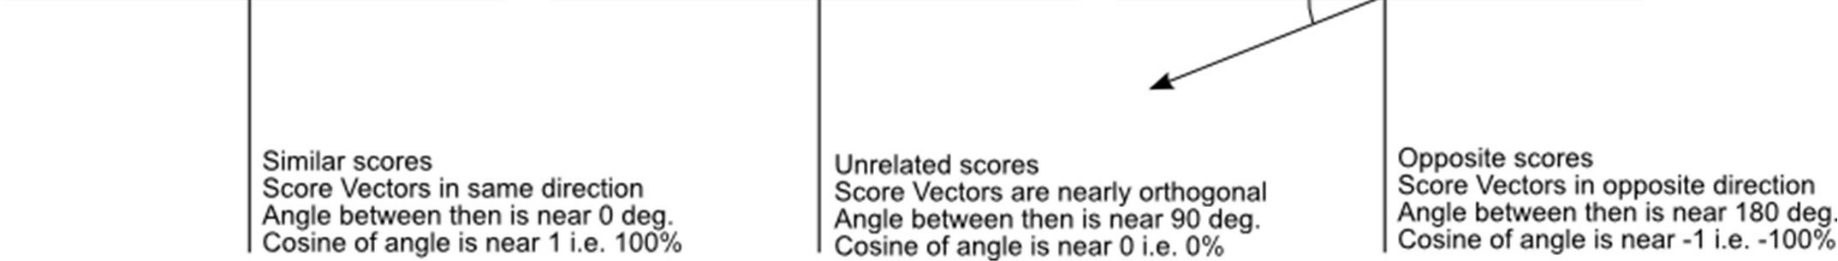 Similar scores
Score Vectors in same direction
Angle between then is near 0 deg.
Cosine of angle is near 1 i.e. 100%
Unrelated scores
Score Vectors are nearly orthogonal
Angle between then is near 90 deg.
Cosine of angle is near 0 i.e. 0%
Opposite scores
Score Vectors in opposite direction
Angle between then is near 180 deg.
Cosine of angle is near -1 i.e. -100%